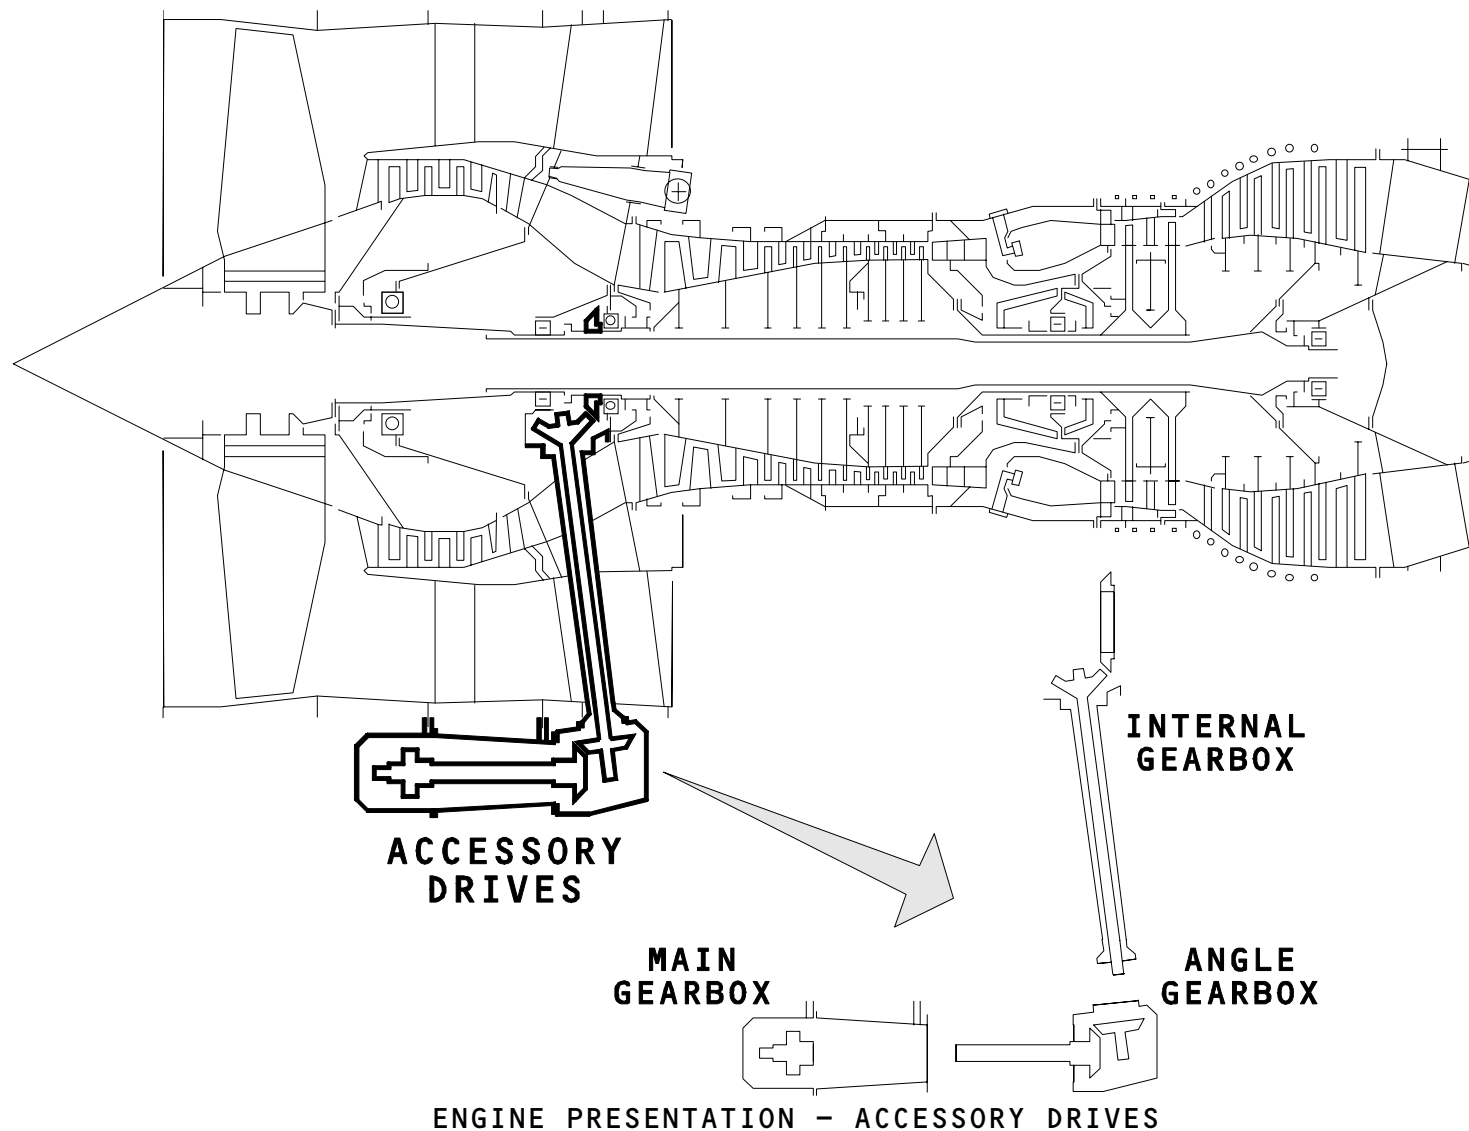 INTERNAL
GEARBOX
ACCESSORY
DRIVES
MAIN
GEARBOX
ANGLE
GEARBOX
ENGINE PRESENTATION – ACCESSORY DRIVES